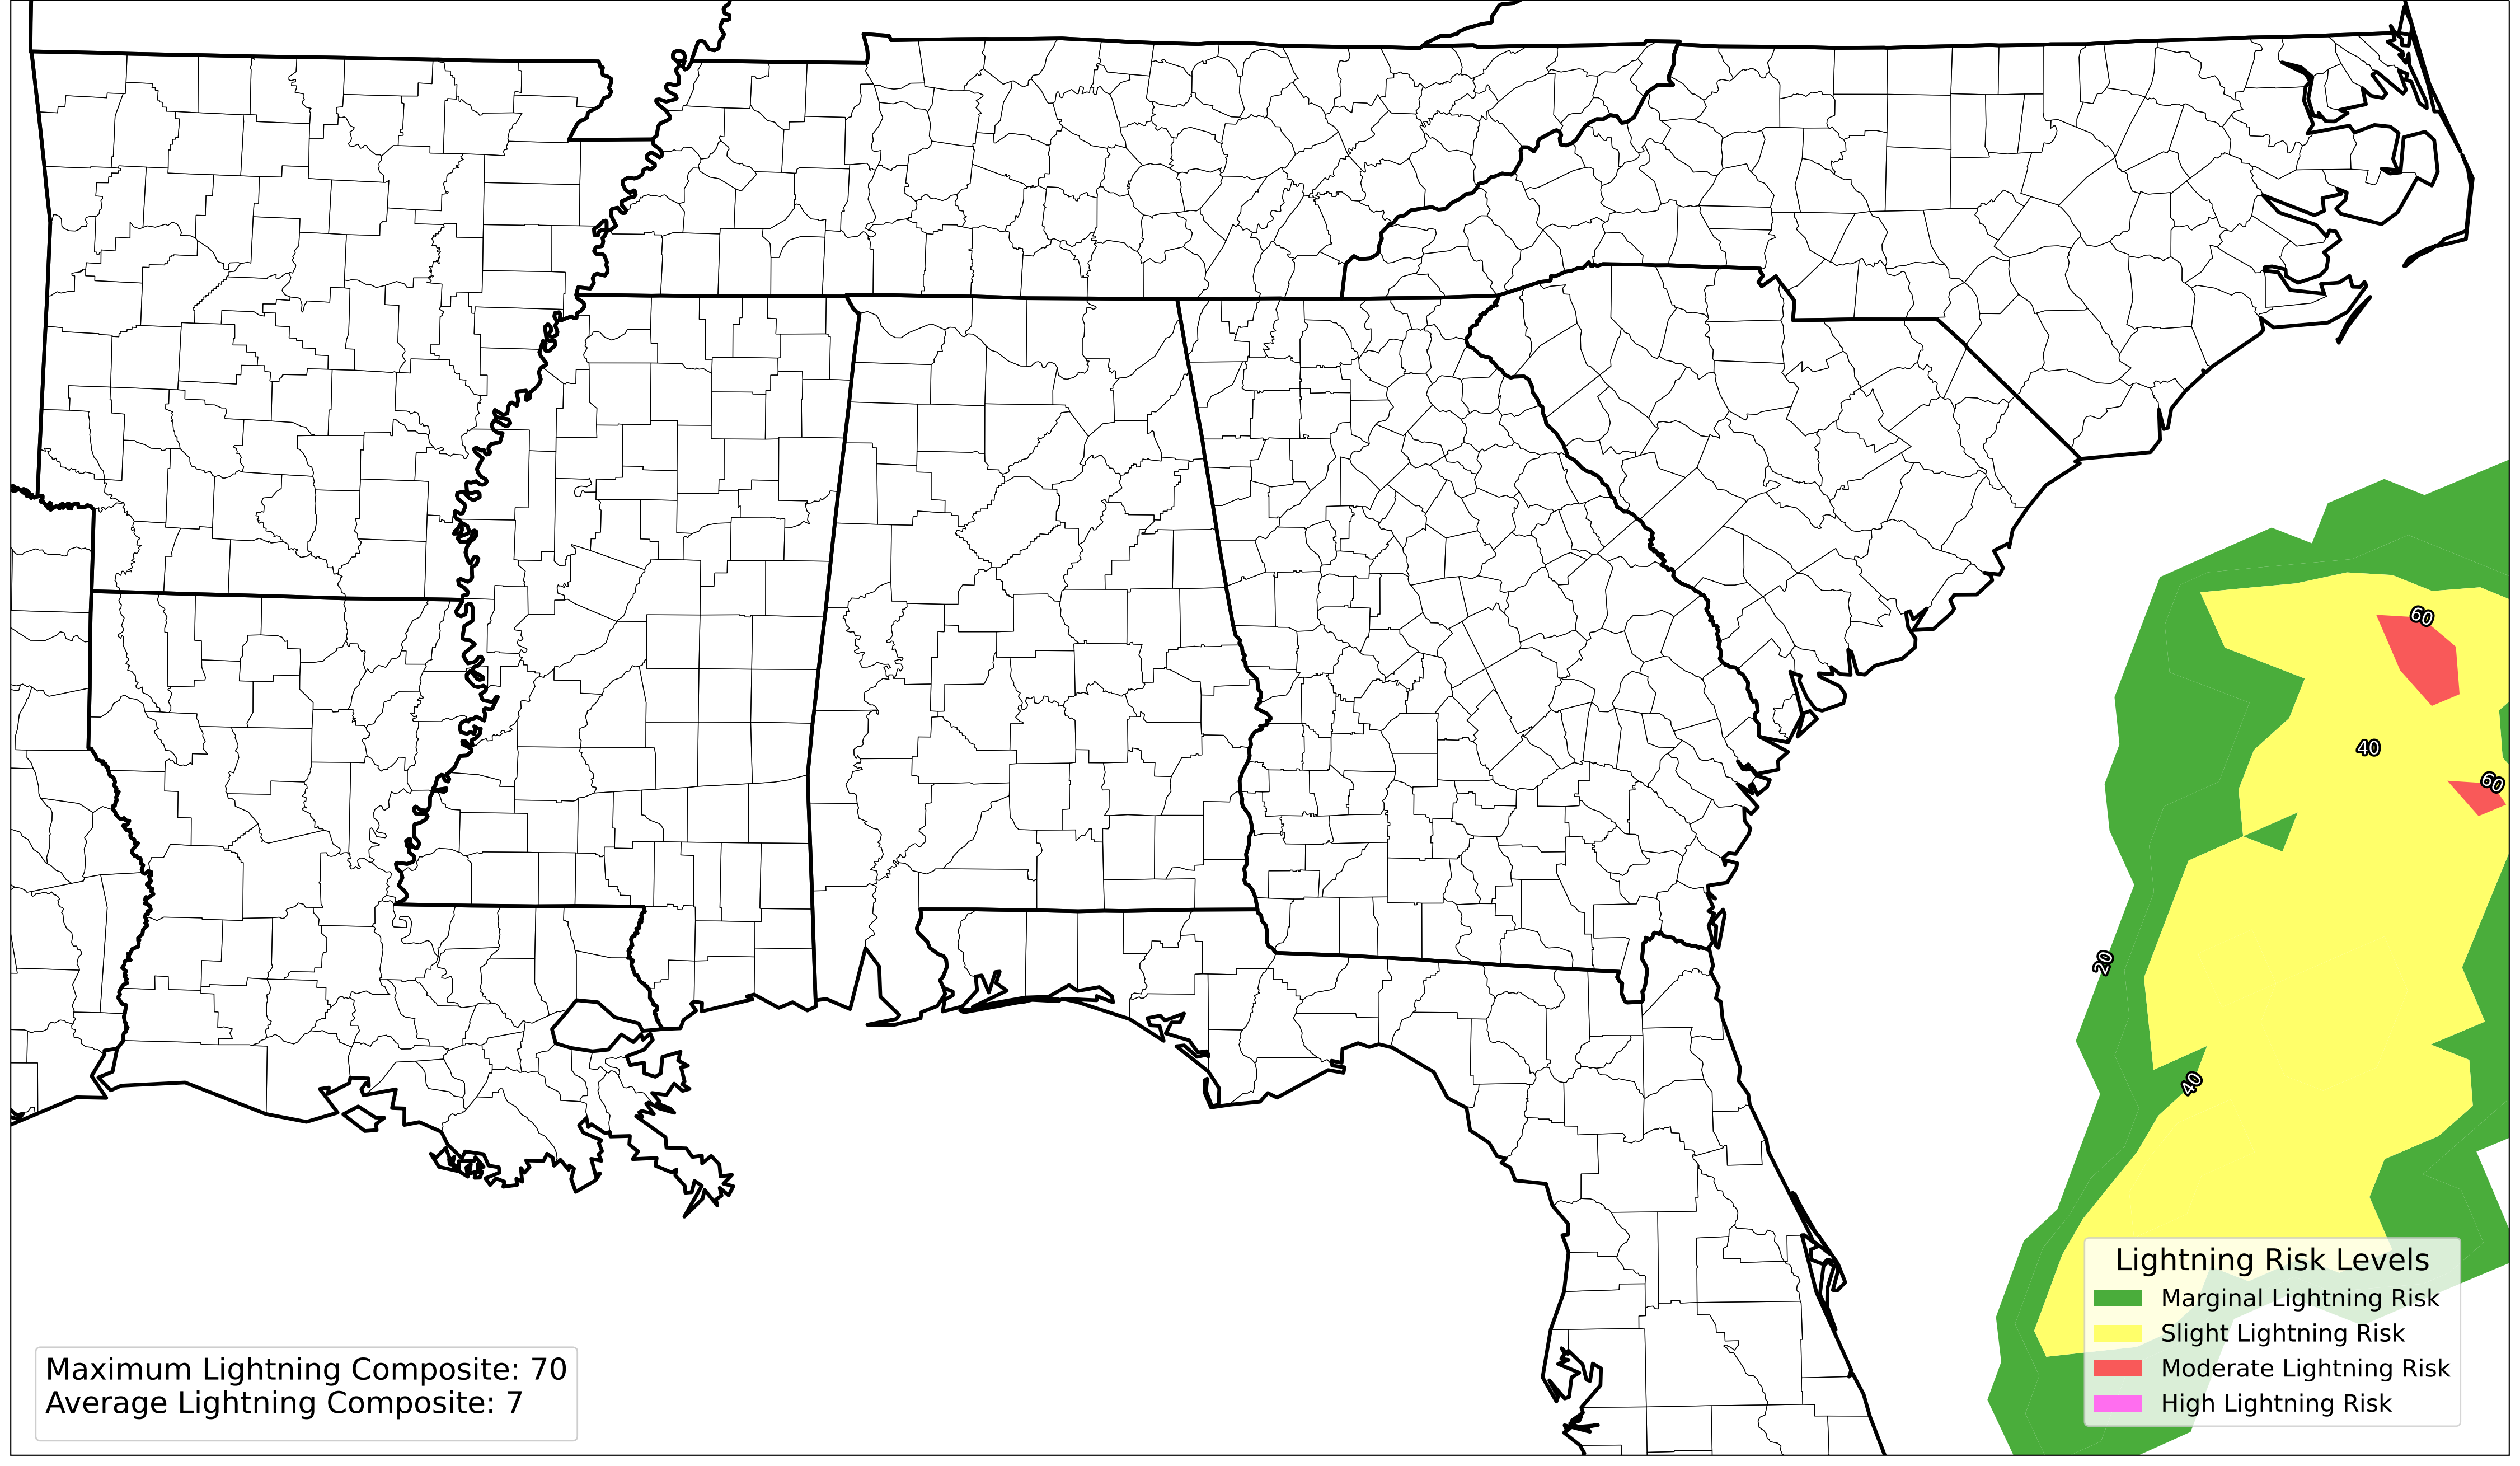 60
40
60
20
40
Lightning Risk Levels
Marginal Lightning Risk
Slight Lightning Risk
Moderate Lightning Risk
High Lightning Risk
Maximum Lightning Composite: 70
Average Lightning Composite: 7